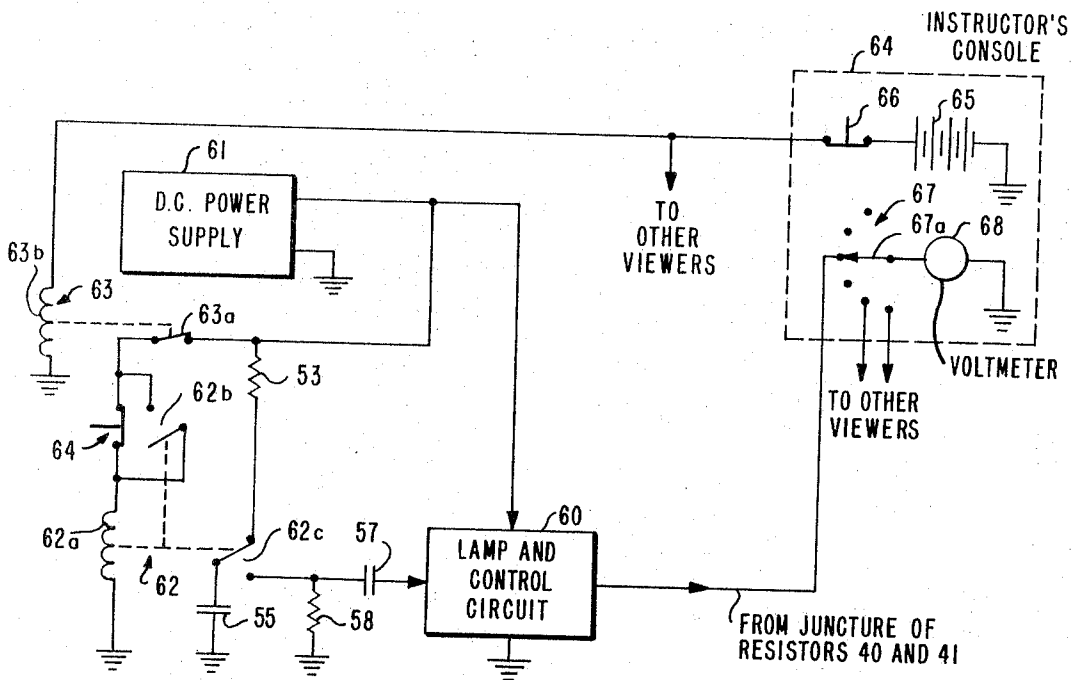 INSTRUCTOR'S
CONSOLE
64
66
65
61
D.C. POWER
SUPPLY
TO
OTHER
VIEWERS
67
67a
68
63b
63
63a
53
VOLTMETER
62b
64
TO OTHER
VIEWERS
62a
62
62c
57
60
LAMP AND
CONTROL
CIRCUIT
55
58
FROM JUNCTURE OF
RESISTORS 40 AND 41